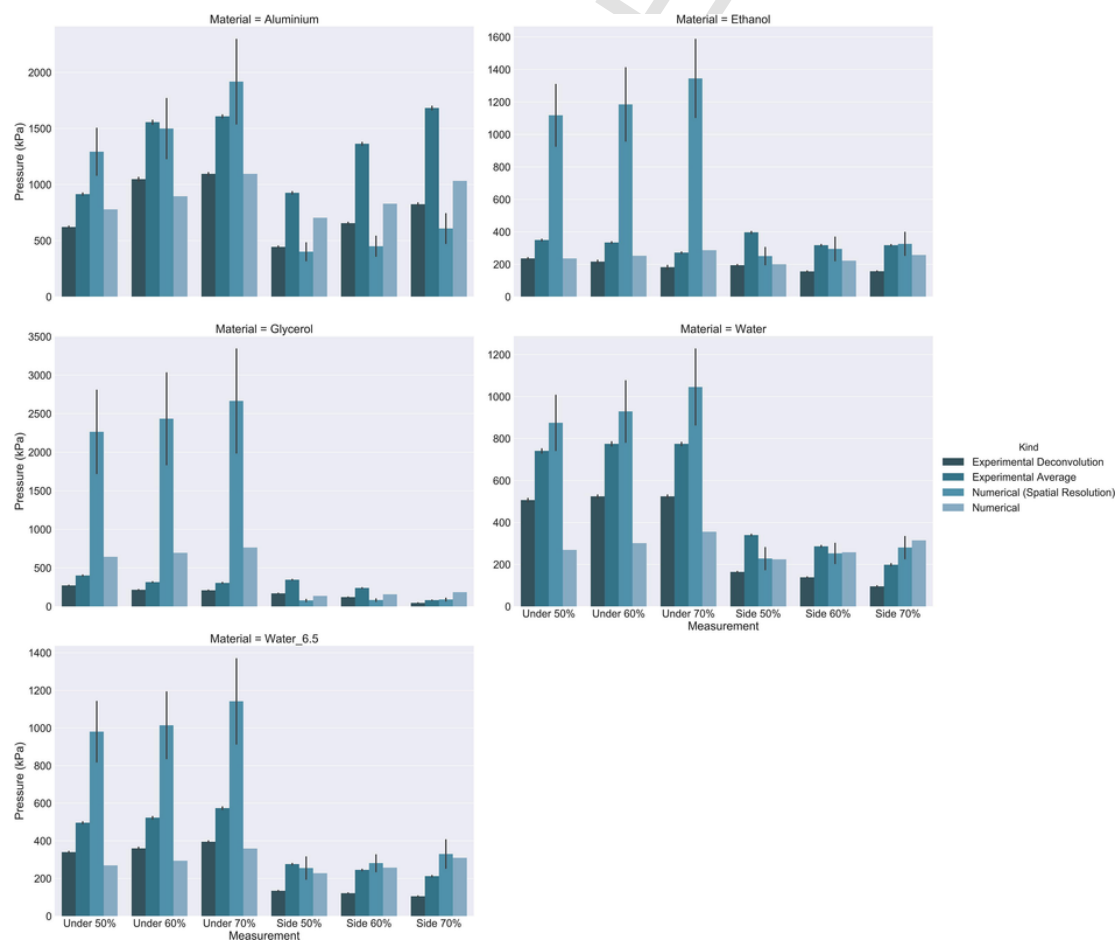 Material = Aluminium
Pressure (kPa)
2000
1500
1000
500
0
Material = Ethanol
1600
1400
1200
1000
800
600
400
200
0
Material = Glycerol
Pressure (kPa)
3500
3000
2500
2000
1500
1000
500
0
Material = Water
1200
1000
800
600
400
200
0
Under 50% Under 60% Under 70% Side 50% Side 60% Side 70%
Measurement
Kind
Experimental Deconvolution
Experimental Average
Numerical (Spatial Resolution)
Numerical
Material = Water_6.5
Pressure (kPa)
1400
1200
1000
800
600
400
200
0
Under 50% Under 60% Under 70% Side 50% Side 60% Side 70%
Measurement